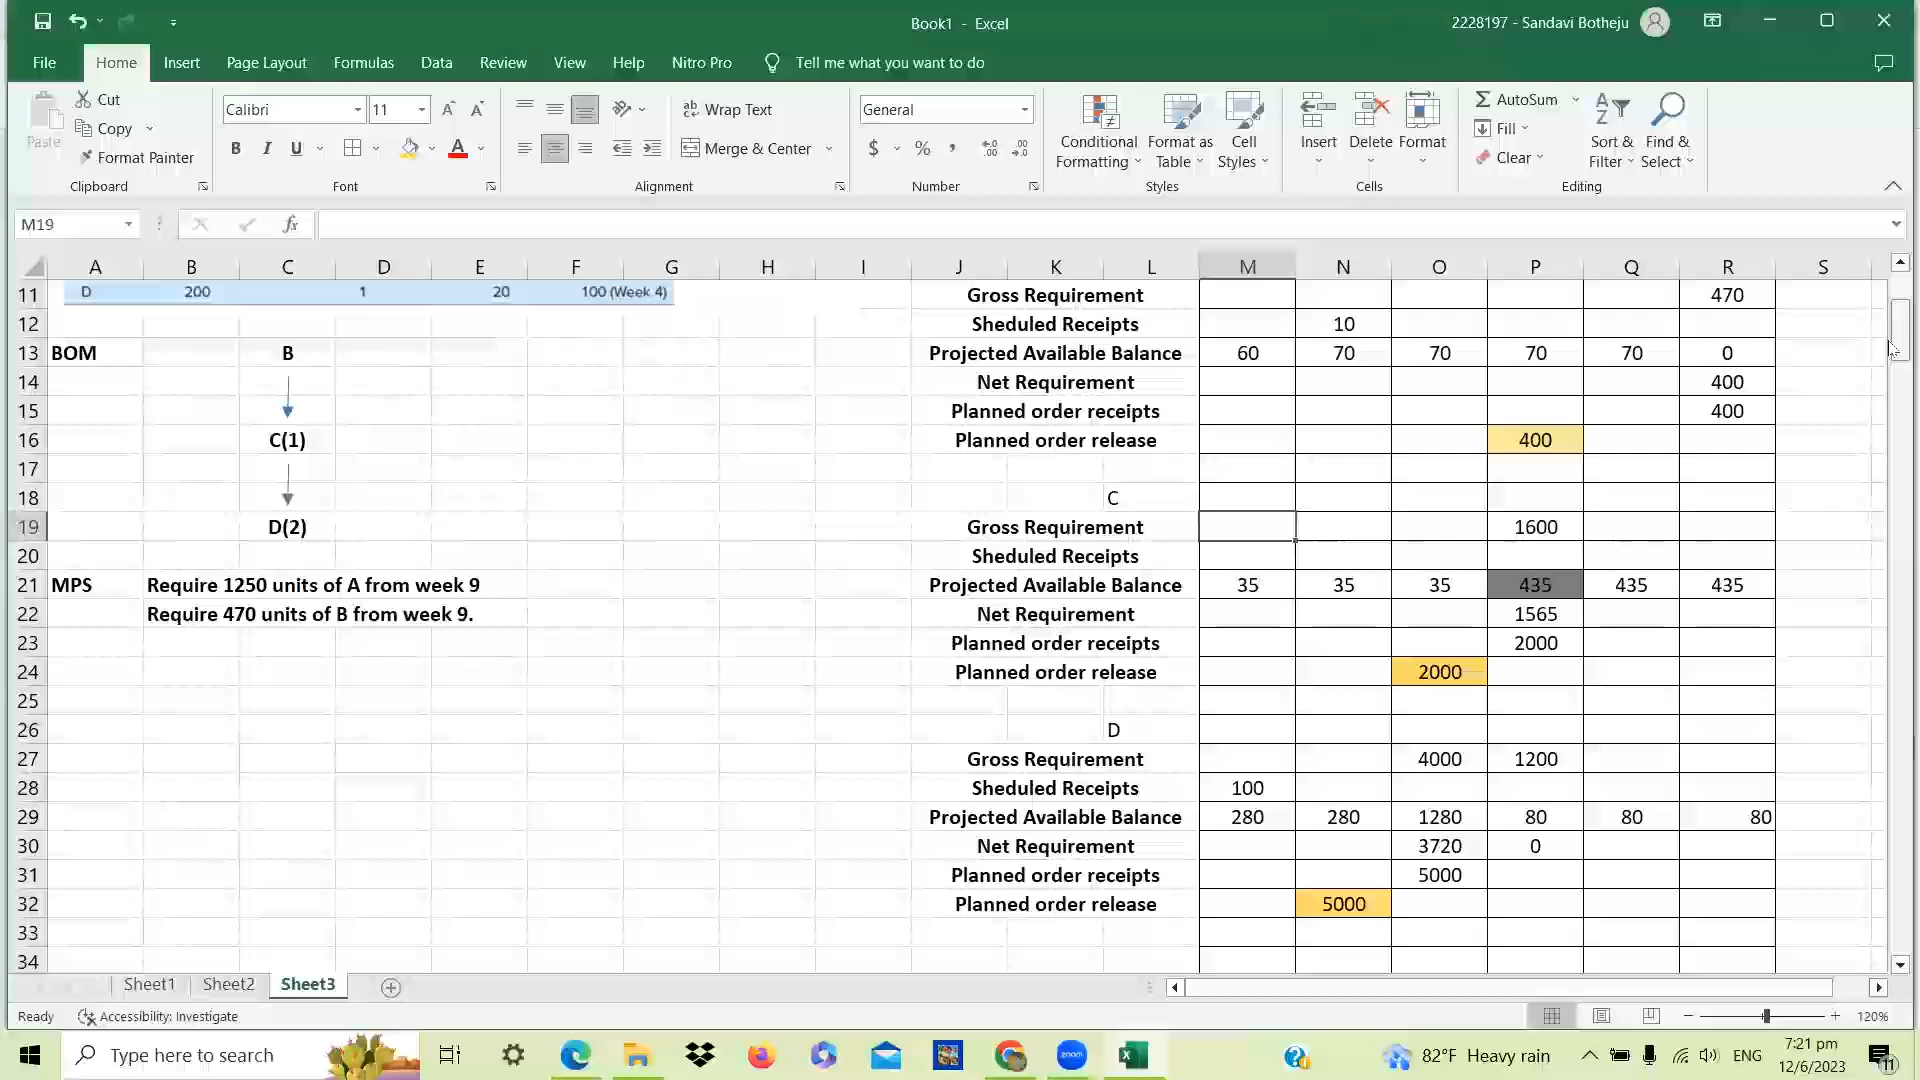 Book1 - Excel
2228197 - Sandavi Botheju
File Home Insert Page Layout Formulas Data Review View Help Nitro Pro Tell me what you want to do
Paste
Cut
Copy
Format Painter
Clipboard
Calibri 11
B I U
Font
ab Wrap Text
Merge & Center
Alignment
General
$ % ,
Number
Conditional Formatting
Format as Table
Cell Styles
Styles
Insert Delete Format
Cells
AutoSum
Fill
Clear
Sort & Filter
Find & Select
Editing
M19 fx
A B C D E F G H I J K L M N O P Q R S
11 D 200 1 20 100 (Week 4) Gross Requirement 470
12 Sheduled Receipts 10
13 BOM B Projected Available Balance 60 70 70 70 70 0
14 Net Requirement 400
15 Planned order receipts 400
16 C(1) Planned order release 400
17
18 C
19 D(2) Gross Requirement 1600
20 Sheduled Receipts
21 MPS Require 1250 units of A from week 9 Projected Available Balance 35 35 35 435 435 435
22 Require 470 units of B from week 9. Net Requirement 1565
23 Planned order receipts 2000
24 Planned order release 2000
25
26 D
27 Gross Requirement 4000 1200
28 Sheduled Receipts 100
29 Projected Available Balance 280 280 1280 80 80 80
30 Net Requirement 3720 0
31 Planned order receipts 5000
32 Planned order release 5000
33
34
Sheet1 Sheet2 Sheet3
Ready Accessibility: Investigate 120%
Type here to search
zoom
82°F Heavy rain
ENG
7:21 pm
12/6/2023
11